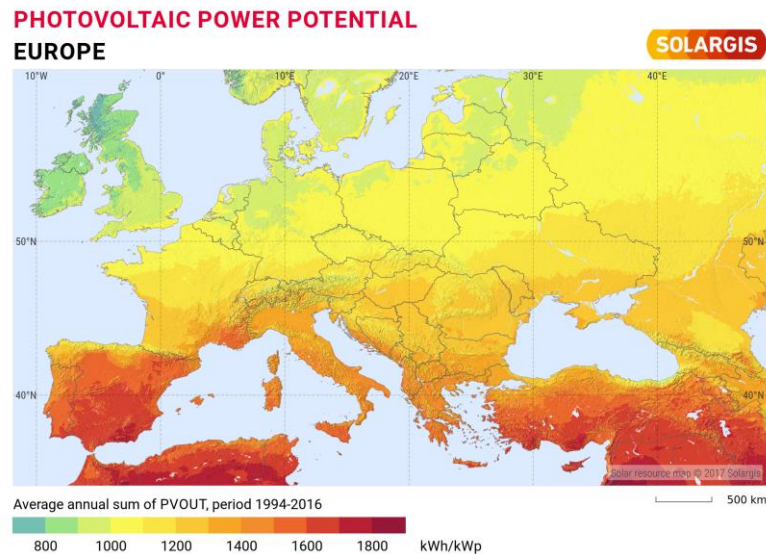 PHOTOVOLTAIC POWER POTENTIAL
EUROPE
SOLARGIS
10°W 0° 10°E 20°E 30°E 40°E
50°N 50°N
40°N 40°N
Solar resource map © 2017 Solargis
Average annual sum of PVOUT, period 1994-2016
500 km
800 1000 1200 1400 1600 1800 kWh/kWp